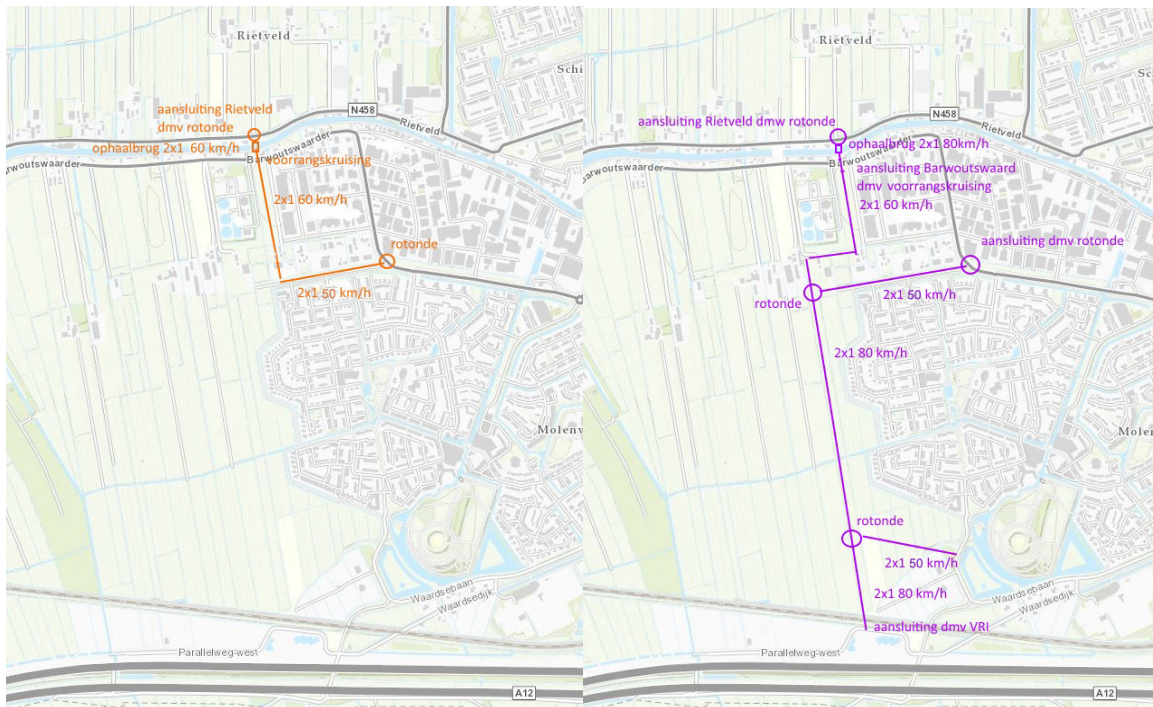 Rietveld
Schi
aansluiting Rietveld
dmv rotonde
N458
Rietveld
ophaalbrug 2x1 60 km/h
Barwoutswaarder
voorrangskruising
arwoutswaarder
2x1 60 km/h
rotonde
2x1 50 km/h
Molenv
Waardsebaan
Waardsedijk
Parallelweg-west
A12
Rietveld
Sc
N458
aansluiting Rietveld dmw rotonde
Rietveld
ophaalbrug 2x1 80km/h
Barwoutswaarder
aansluiting Barwoutswaard
dmv voorrangskruising
2x1 60 km/h
aansluiting dmv rotonde
2x1 50 km/h
rotonde
2x1 80 km/h
Molen
rotonde
2x1 50 km/h
2x1 80 km/h
Waardsebaan
Waardsedijk
aansluiting dmv VRI
Parallelweg-west
A12